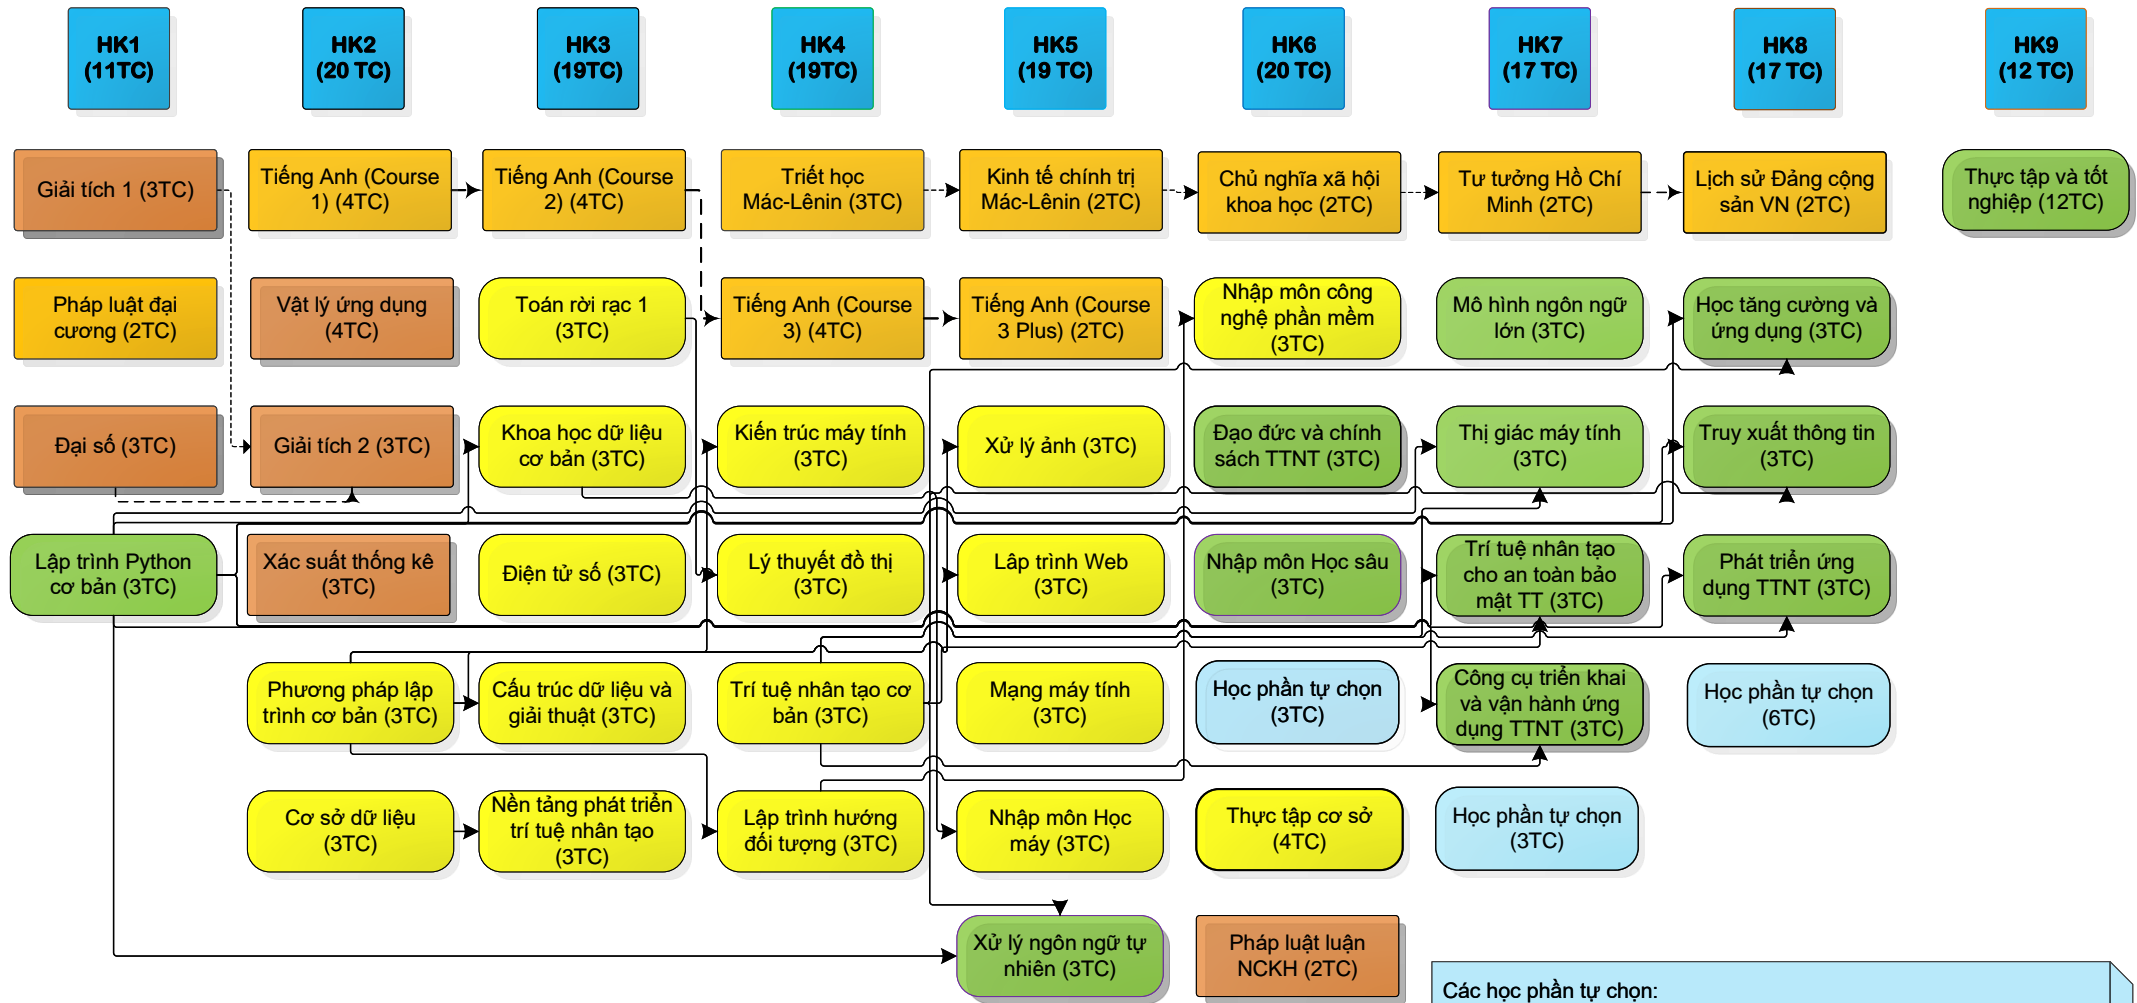 HK1
(11TC)
HK2
(20 TC)
HK3
(19TC)
HK4
(19TC)
HK5
(19 TC)
HK6
(20 TC)
HK7
(17 TC)
HK8
(17 TC)
HK9
(12 TC)
Giải tích 1 (3TC)
Tiếng Anh (Course
1) (4TC)
Tiếng Anh (Course
2) (4TC)
Triết học
Mác-Lênin (3TC)
Kinh tế chính trị
Mác-Lênin (2TC)
Chủ nghĩa xã hội
khoa học (2TC)
Tư tưởng Hồ Chí
Minh (2TC)
Lịch sử Đảng cộng
sản VN (2TC)
Thực tập và tốt
nghiệp (12TC)
Pháp luật đại
cương (2TC)
Vật lý ứng dụng
(4TC)
Toán rời rạc 1
(3TC)
Tiếng Anh (Course
3) (4TC)
Tiếng Anh (Course
3 Plus) (2TC)
Nhập môn công
nghệ phần mềm
(3TC)
Mô hình ngôn ngữ
lớn (3TC)
Học tăng cường và
ứng dụng (3TC)
Đại số (3TC)
Giải tích 2 (3TC)
Khoa học dữ liệu
cơ bản (3TC)
Kiến trúc máy tính
(3TC)
Xử lý ảnh (3TC)
Đạo đức và chính
sách TTNT (3TC)
Thị giác máy tính
(3TC)
Truy xuất thông tin
(3TC)
Lập trình Python
cơ bản (3TC)
Xác suất thống kê
(3TC)
Điện tử số (3TC)
Lý thuyết đồ thị
(3TC)
Lâp trình Web
(3TC)
Nhập môn Học sâu
(3TC)
Trí tuệ nhân tạo
cho an toàn bảo
mật TT (3TC)
Phát triển ứng
dụng TTNT (3TC)
Phương pháp lập
trình cơ bản (3TC)
Cấu trúc dữ liệu và
giải thuật (3TC)
Trí tuệ nhân tạo cơ
bản (3TC)
Mạng máy tính
(3TC)
Học phần tự chọn
(3TC)
Công cụ triển khai
và vận hành ứng
dụng TTNT (3TC)
Học phần tự chọn
(6TC)
Cơ sở dữ liệu
(3TC)
Nền tảng phát triển
trí tuệ nhân tạo
(3TC)
Lập trình hướng
đối tượng (3TC)
Nhập môn Học
máy (3TC)
Thực tập cơ sở
(4TC)
Học phần tự chọn
(3TC)
Xử lý ngôn ngữ tự
nhiên (3TC)
Pháp luật luận
NCKH (2TC)
Các học phần tự chọn: